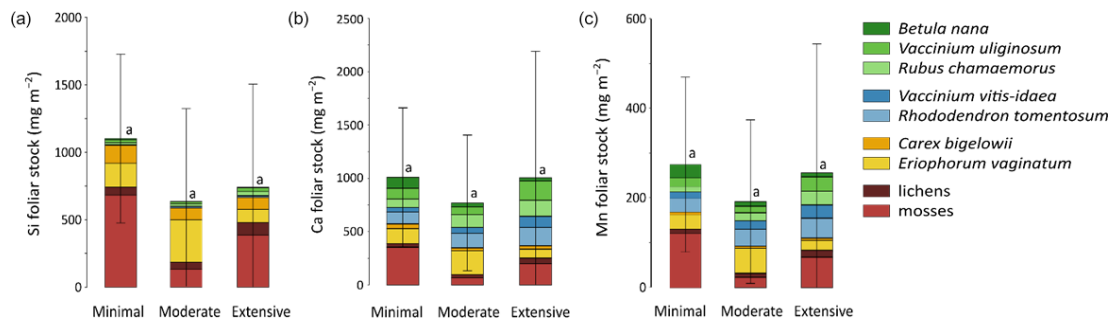 (a)
Si foliar stock (mg m⁻²)
2000
1500
1000
500
0
a
a
a
Minimal Moderate Extensive
(b)
Ca foliar stock (mg m⁻²)
2500
2000
1500
1000
500
0
a
a
a
Minimal Moderate Extensive
(c)
Mn foliar stock (mg m⁻²)
600
400
200
0
a
a
a
Minimal Moderate Extensive
Betula nana
Vaccinium uliginosum
Rubus chamaemorus
Vaccinium vitis-idaea
Rhododendron tomentosum
Carex bigelowii
Eriophorum vaginatum
lichens
mosses